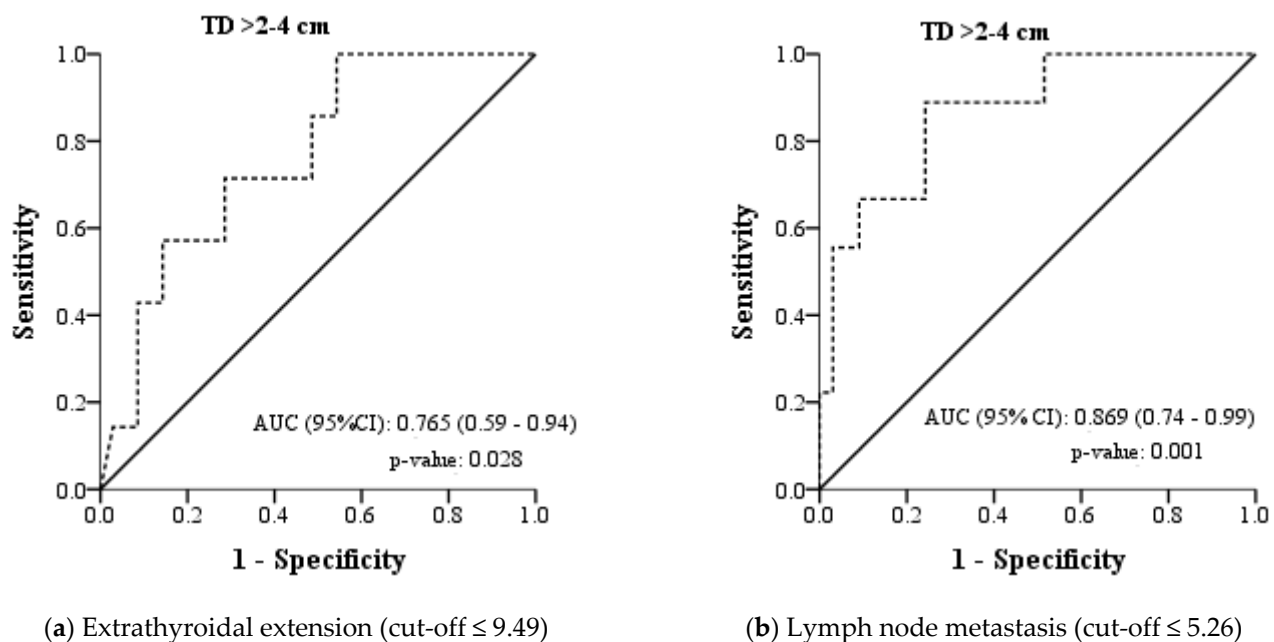 TD >2-4 cm
1.0
0.8
0.6
0.4
0.2
0.0
Sensitivity
AUC (95%CI): 0.765 (0.59 - 0.94)
p-value: 0.028
0.0 0.2 0.4 0.6 0.8 1.0
1 - Specificity
(a) Extrathyroidal extension (cut-off ≤ 9.49)
TD >2-4 cm
1.0
0.8
0.6
0.4
0.2
0.0
Sensitivity
AUC (95% CI): 0.869 (0.74 - 0.99)
p-value: 0.001
0.0 0.2 0.4 0.6 0.8 1.0
1 - Specificity
(b) Lymph node metastasis (cut-off ≤ 5.26)